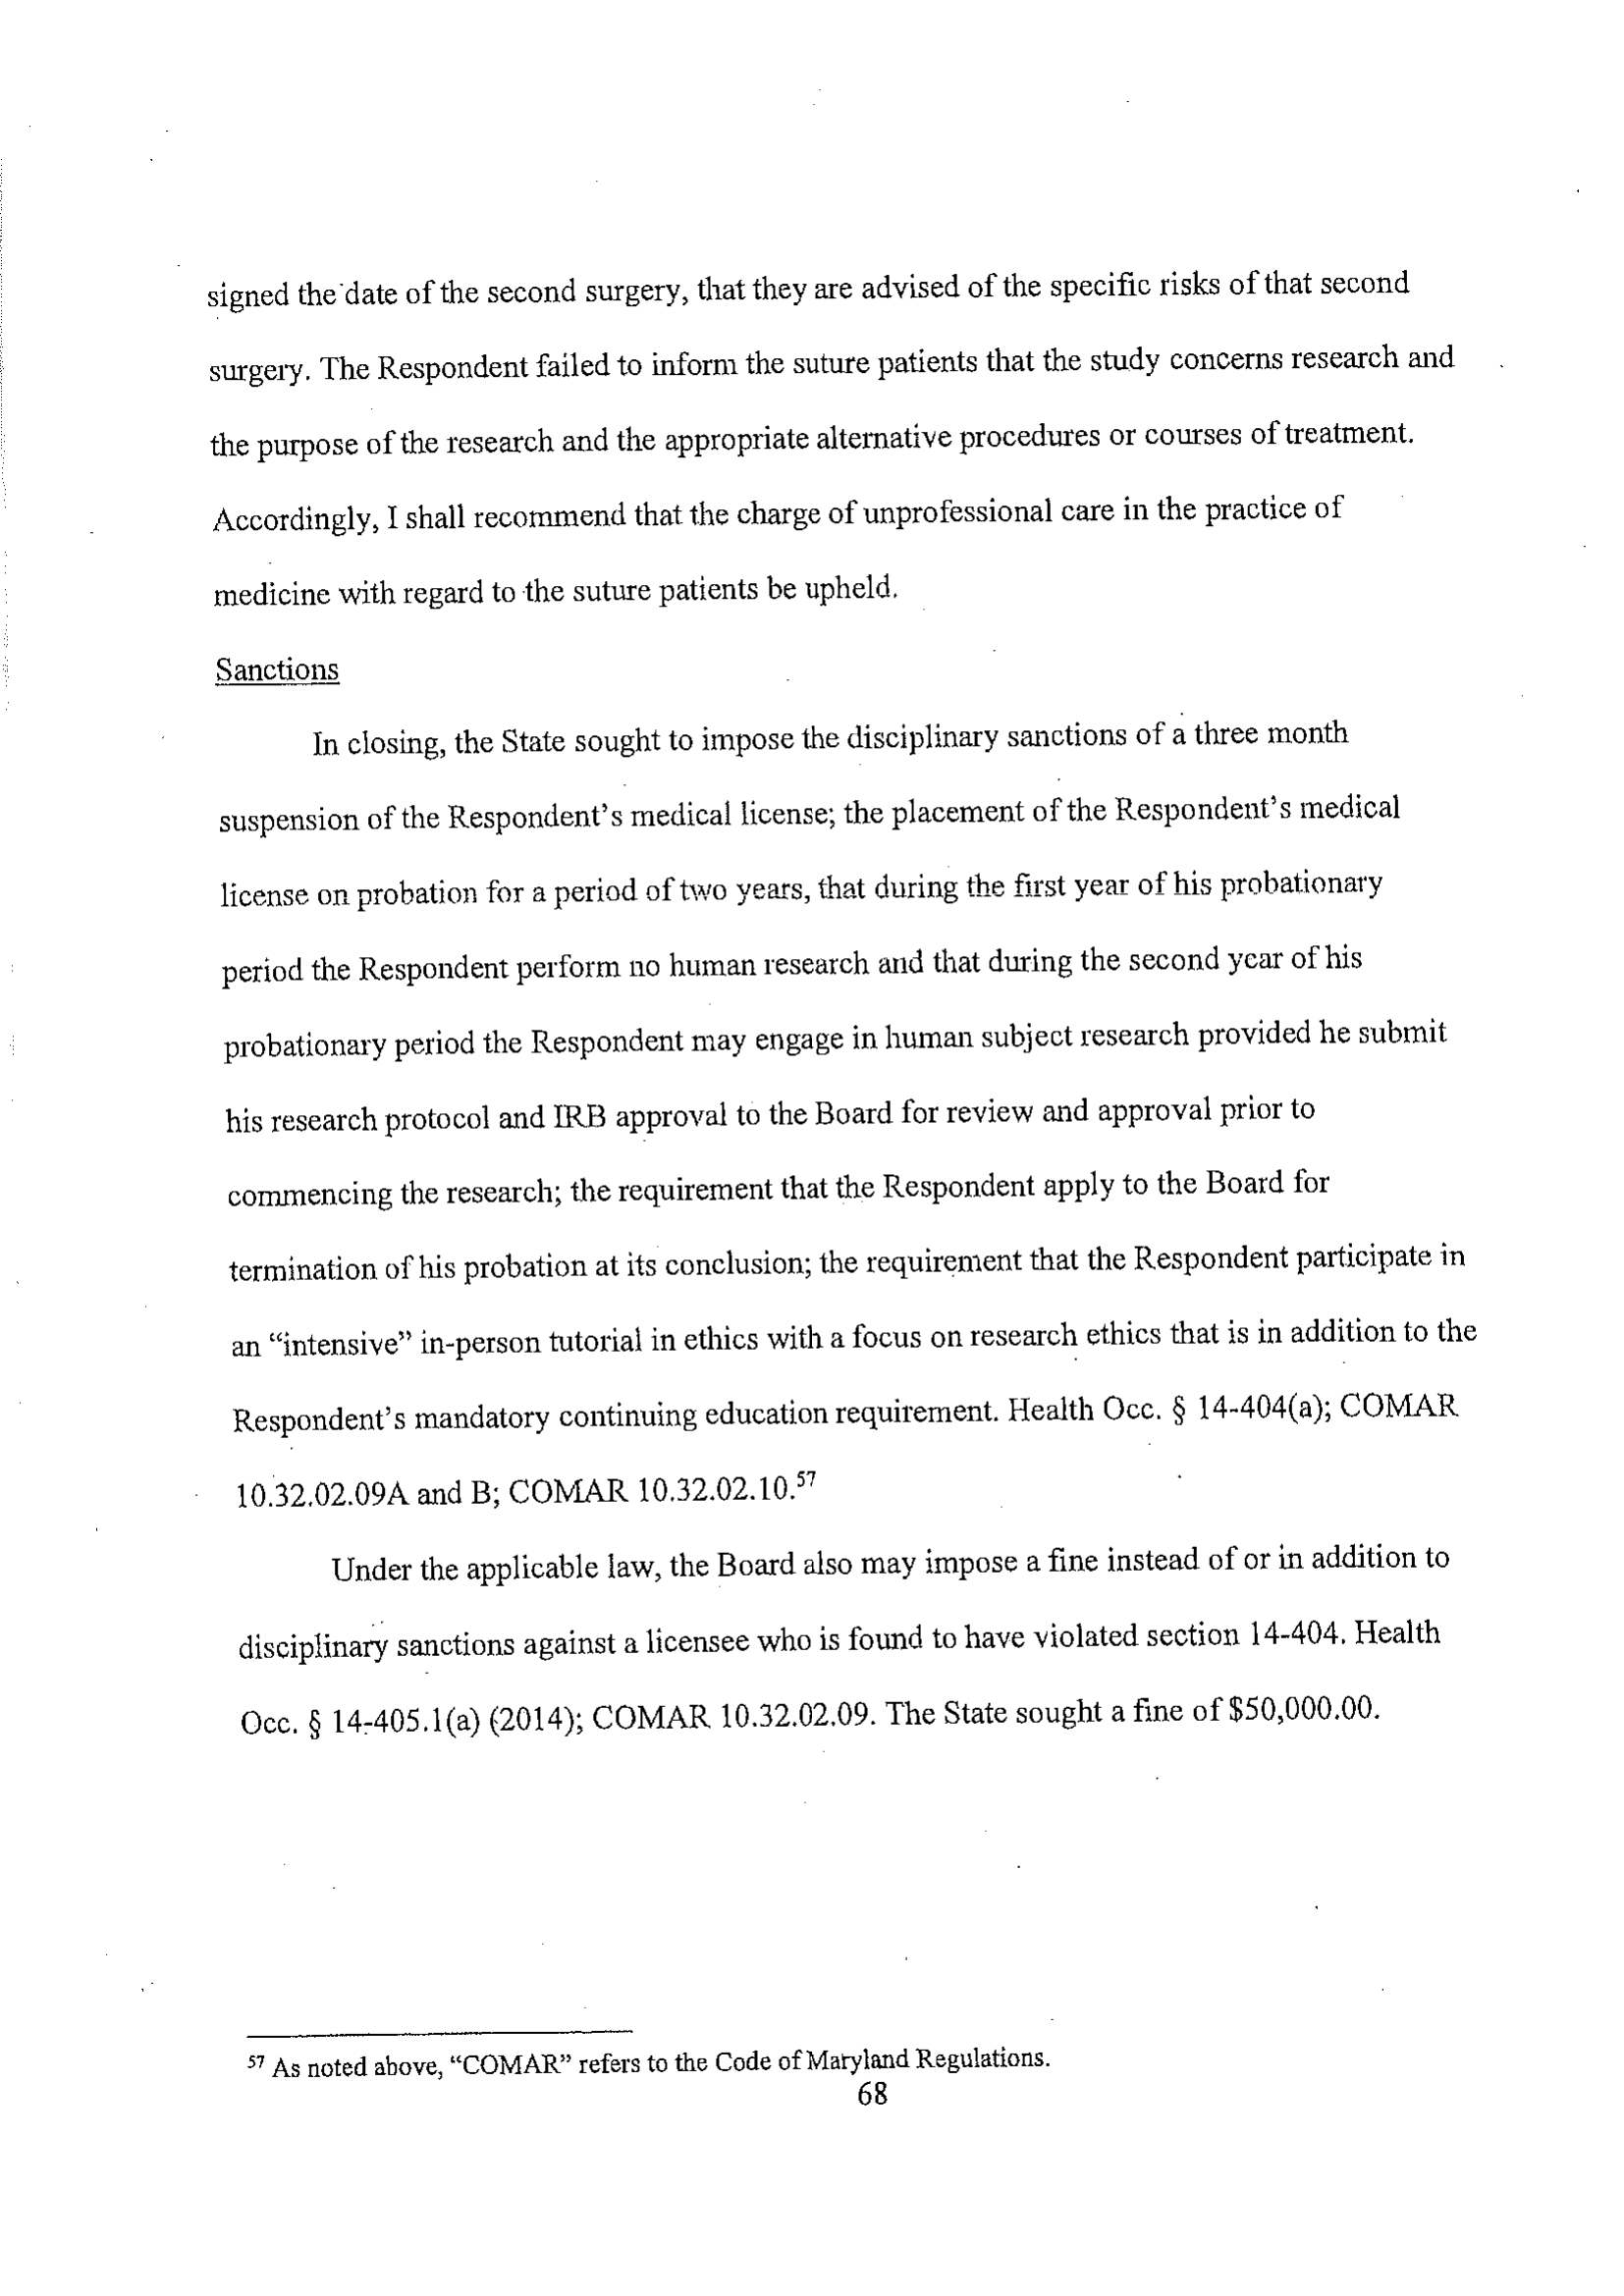 signed the date of the second surgery, that they are advised of the specific risks of that second
surgery. The Respondent failed to inform the suture patients that the study concerns research and
the purpose of the research and the appropriate alternative procedures or courses of treatment.
Accordingly, I shall recommend that the charge of unprofessional care in the practice of
medicine with regard to the suture patients be upheld.
Sanctions
In closing, the State sought to impose the disciplinary sanctions of a three month
suspension of the Respondent's medical license; the placement of the Respondent's medical
license on probation for a period of two years, that during the first year of his probationary
period the Respondent perform no human research and that during the second year of his
probationary period the Respondent may engage in human subject research provided he submit
his research protocol and IRB approval to the Board for review and approval prior to
commencing the research; the requirement that the Respondent apply to the Board for
termination of his probation at its conclusion; the requirement that the Respondent participate in
an “intensive” in-person tutorial in ethics with a focus on research ethics that is in addition to the
Respondent's mandatory continuing education requirement. Health Occ. § 14-404(a); COMAR
10.32.02.09A and B; COMAR 10.32.02.10.57
Under the applicable law, the Board also may impose a fine instead of or in addition to
disciplinary sanctions against a licensee who is found to have violated section 14-404. Health
Occ. § 14-405.1(a) (2014); COMAR 10.32.02.09. The State sought a fine of $50,000.00.
57 As noted above, “COMAR” refers to the Code of Maryland Regulations.
68